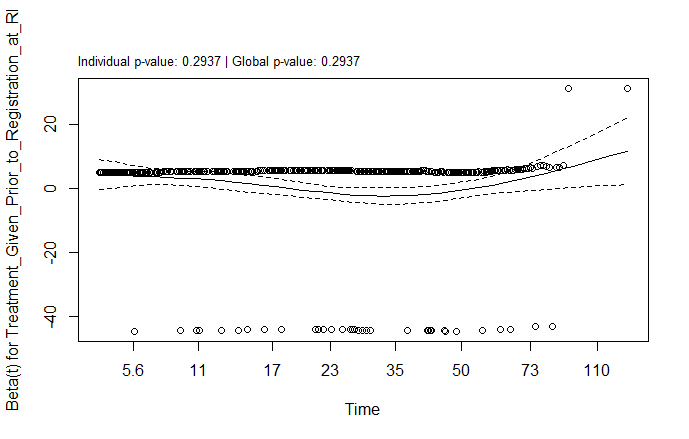 Individual p-value: 0.2937 | Global p-value: 0.2937
Beta(t) for Treatment_Given_Prior_to_Registration_at_RI
20
0
-20
-40
5.6 11 17 23 35 50 73 110
Time